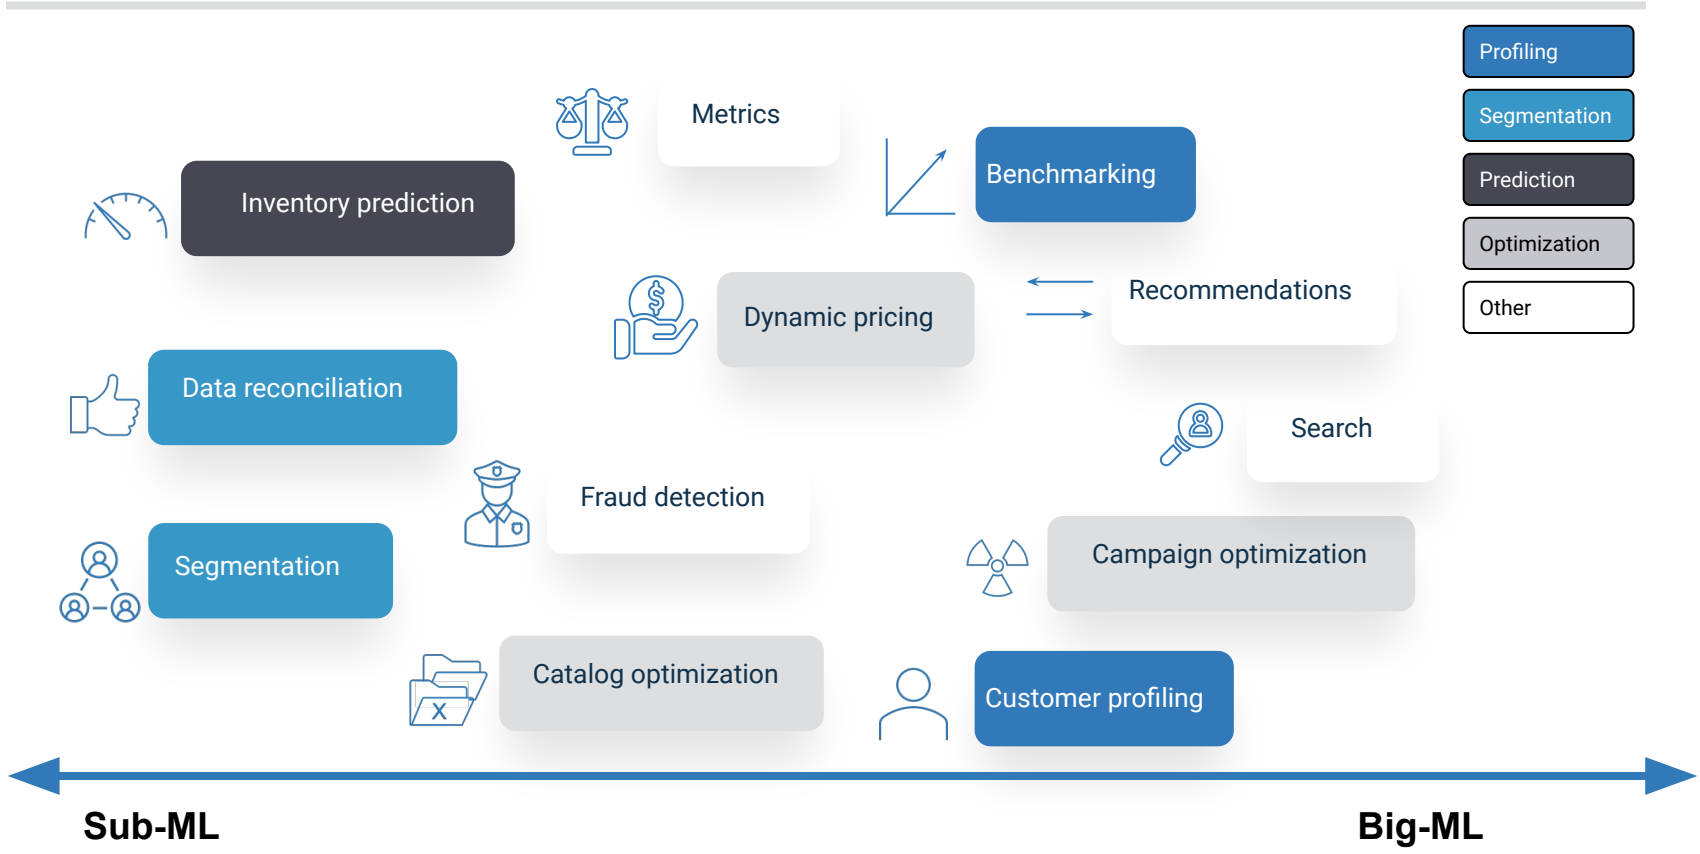 Profiling
Segmentation
Prediction
Optimization
Other
Metrics
Benchmarking
Inventory prediction
Recommendations
Dynamic pricing
Data reconciliation
Search
Fraud detection
Segmentation
Campaign optimization
Catalog optimization
X
Customer profiling
Sub-ML
Big-ML